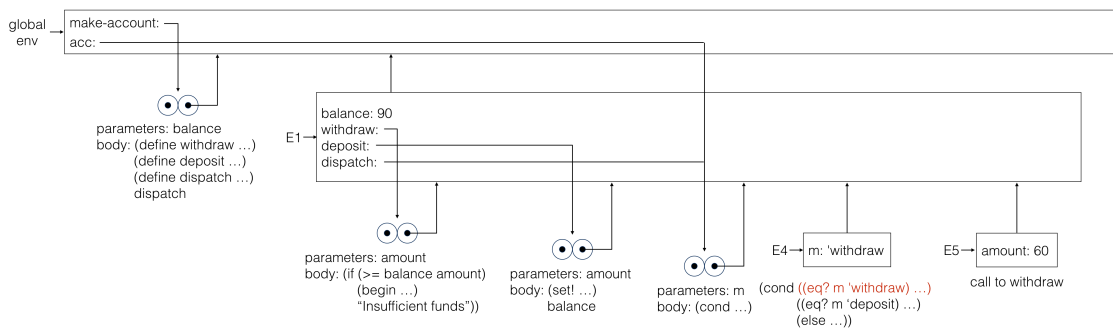 global
env
make-account:
acc:
parameters: balance
body: (define withdraw …)
(define deposit …)
(define dispatch …)
dispatch
E1
balance: 90
withdraw:
deposit:
dispatch:
parameters: amount
body: (if (>= balance amount)
(begin …)
“Insufficient funds”))
parameters: amount
body: (set! …)
balance
parameters: m
body: (cond …)
E4
m: 'withdraw
(cond ((eq? m 'withdraw) …)
((eq? m ‘deposit) …)
(else …))
E5
amount: 60
call to withdraw